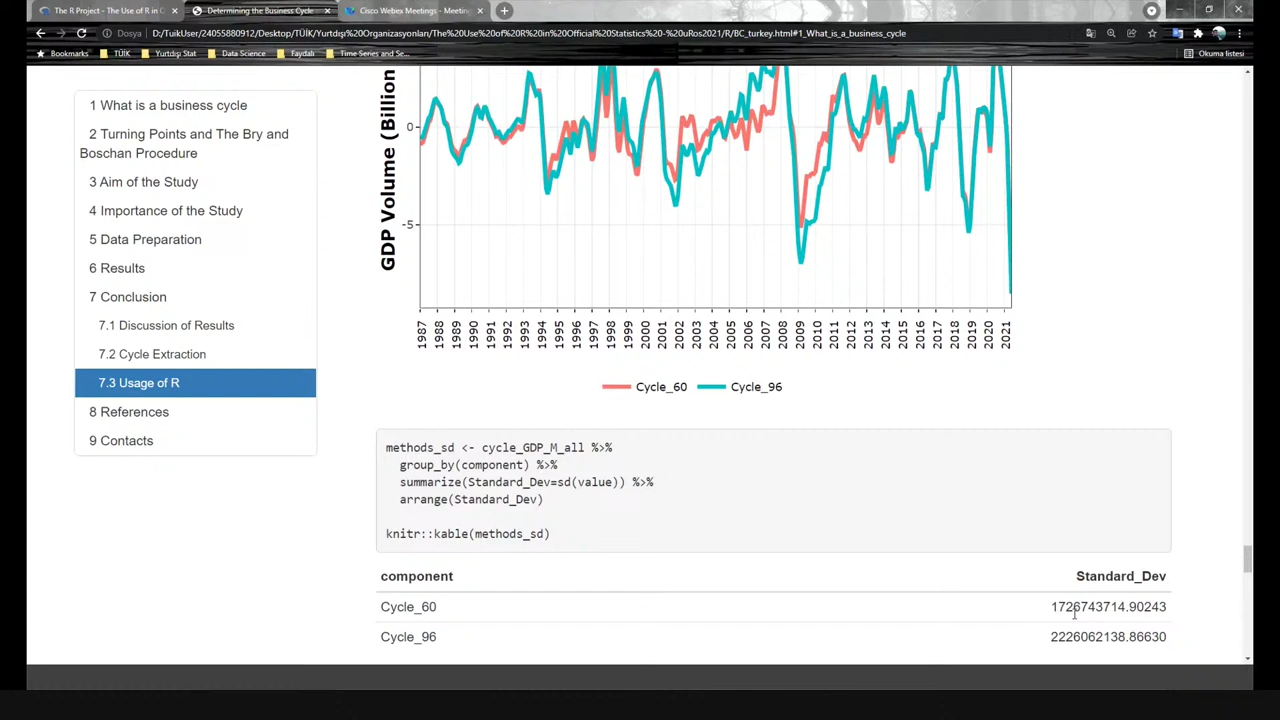 The R Project - The Use of R in C
Determining the Business Cycle
Cisco Webex Meetings - Meetin
Dosya
D:/TuikUser/24055880912/Desktop/TÜİK/Yurtdışı%20Organizasyonları/The%20Use%20of%20R%20in%20Official%20Statistics%20-%20uRos2021/R/BC_turkey.html#1_What_is_a_business_cycle
Bookmarks
TÜİK
Yurtdıp Stat
Data Science
Faydalı
Time Series and Se...
Okuma listesi
1 What is a business cycle
2 Turning Points and The Bry and
Boschan Procedure
3 Aim of the Study
4 Importance of the Study
5 Data Preparation
6 Results
7 Conclusion
7.1 Discussion of Results
7.2 Cycle Extraction
7.3 Usage of R
8 References
9 Contacts
GDP Volume (Billion
0
-5
1987 1988 1989 1990 1991 1992 1993 1994 1995 1996 1997 1998 1999 2000 2001 2002 2003 2004 2005 2006 2007 2009 2010 2011 2012 2013 2014 2015 2016 2017 2018 2019 2020 2021
Cycle_60 Cycle_96
methods_sd <- cycle_GDP_M_all %>%
group_by(component) %>%
summarize(Standard_Dev=sd(value)) %>%
arrange(Standard_Dev)
knitr::kable(methods_sd)
component Standard_Dev
Cycle_60 1726743714.90243
Cycle_96 2226062138.86630